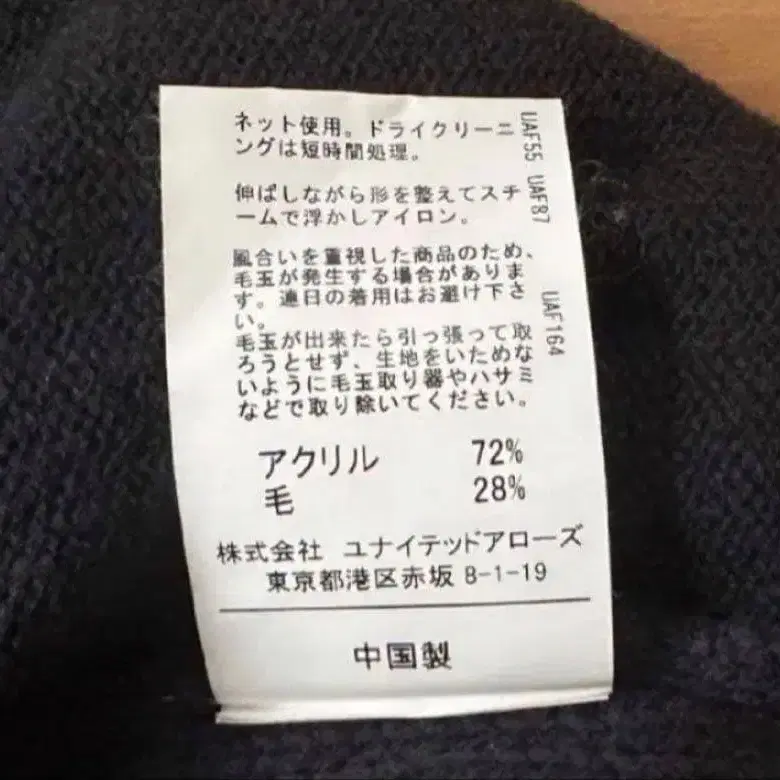 ネット使用。ドライクリーニ
ングは短時間処理。
伸ばしながら形を整えてスチ
ームで浮かしアイロン。
風合いを重視した商品のため、
毛玉が発生する場合がありま
す。連日の着用はお避け下さ
い。
毛玉が出来たら引っ張って取
ろうとせず、生地をいためな
いように毛玉取り器やハサミ
などで取り除いてください。
UAF55 UAF87
UAF164
アクリル 72%
毛 28%
株式会社 ユナイテッドアローズ
東京都港区赤坂 8-1-19
中国製